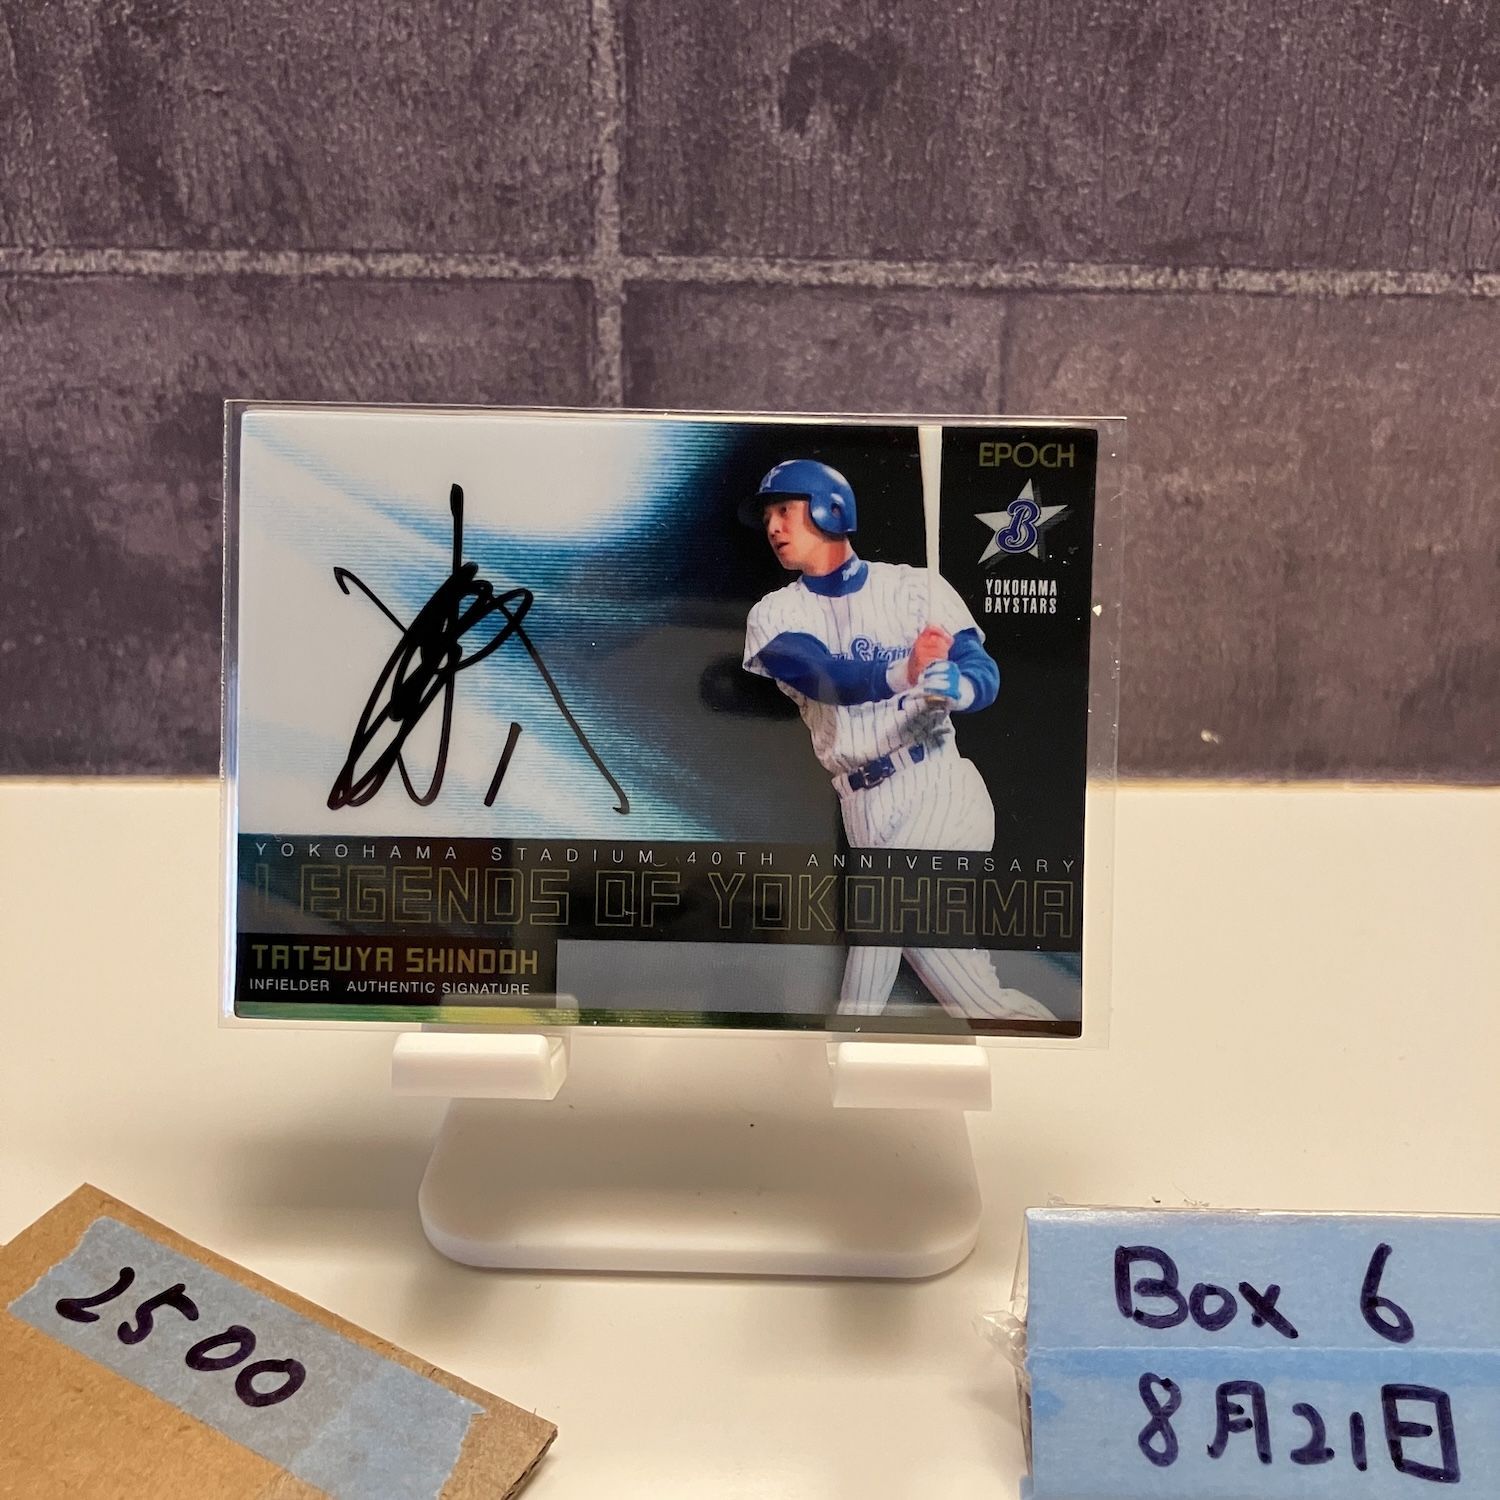 EPOCH
B
YOKOHAMA
BAYSTARS
1
YOKOHAMA STADIUM 40TH ANNIVERSARY
LEGENDS OF YOKOHAMA
TATSUYA SHINDOH
INFIELDER AUTHENTIC SIGNATURE
2500
Box 6
8月21日